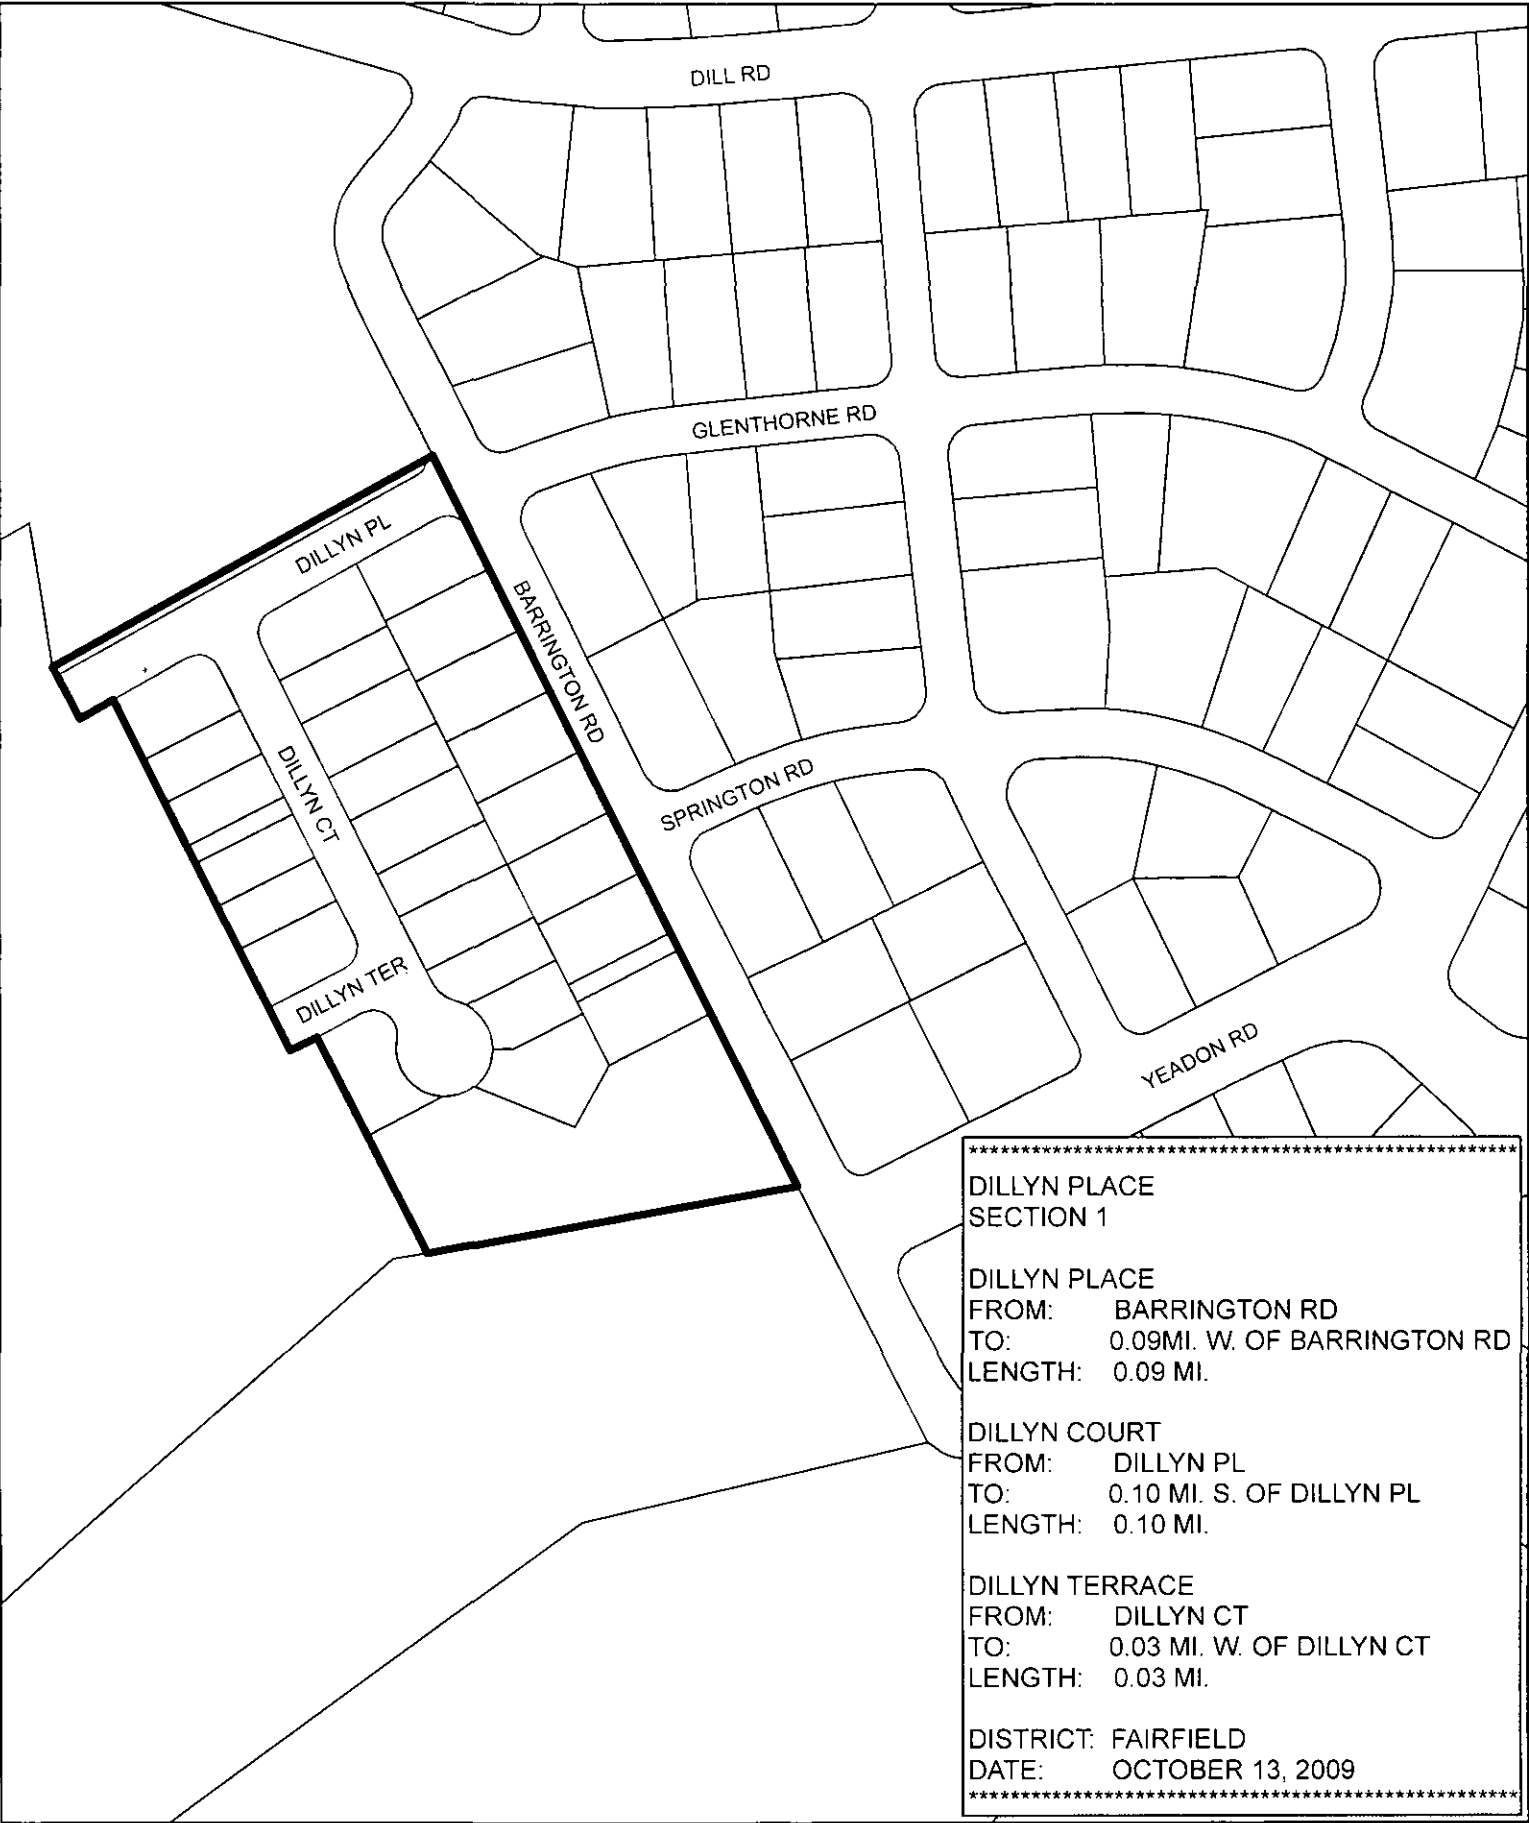 DILL RD
GLENTHORNE RD
DILLYN PL
BARRINGTON RD
DILLYN CT
SPRINGTON RD
DILLYN TER
YEADON RD
*****************************************************
DILLYN PLACE
SECTION 1
DILLYN PLACE
FROM: BARRINGTON RD
TO: 0.09MI. W. OF BARRINGTON RD
LENGTH: 0.09 MI.
DILLYN COURT
FROM: DILLYN PL
TO: 0.10 MI. S. OF DILLYN PL
LENGTH: 0.10 MI.
DILLYN TERRACE
FROM: DILLYN CT
TO: 0.03 MI. W. OF DILLYN CT
LENGTH: 0.03 MI.
DISTRICT: FAIRFIELD
DATE: OCTOBER 13, 2009
*****************************************************